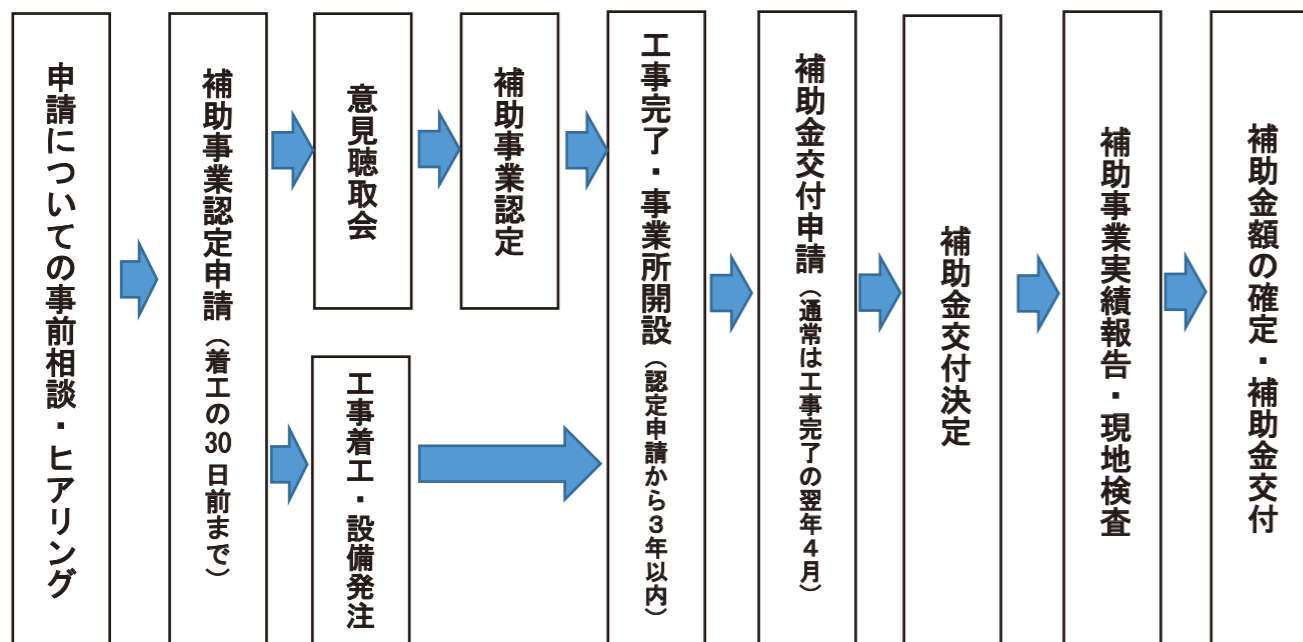 申請についての事前相談・ヒアリング
補助事業認定申請（着工の30日前まで）
意見聴取会
補助事業認定
工事着工・設備発注
工事完了・事業所開設（認定申請から３年以内）
補助金交付申請（通常は工事完了の翌年４月）
補助金交付決定
補助事業実績報告・現地検査
補助金額の確定・補助金交付